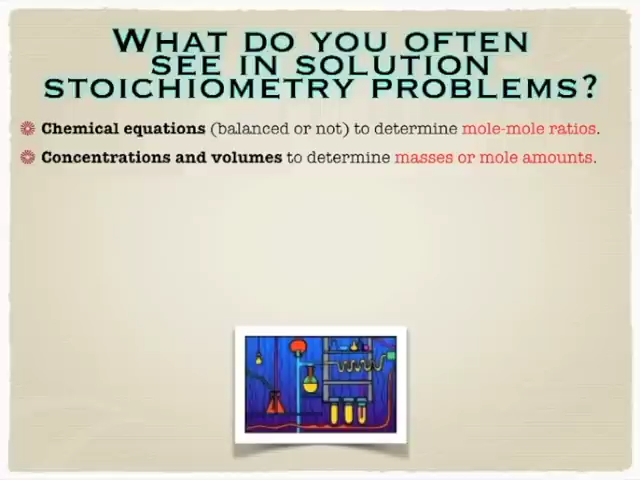 WHAT DO YOU OFTEN
SEE IN SOLUTION
STOICHIOMETRY PROBLEMS?
Chemical equations (balanced or not) to determine mole-mole ratios.
Concentrations and volumes to determine masses or mole amounts.